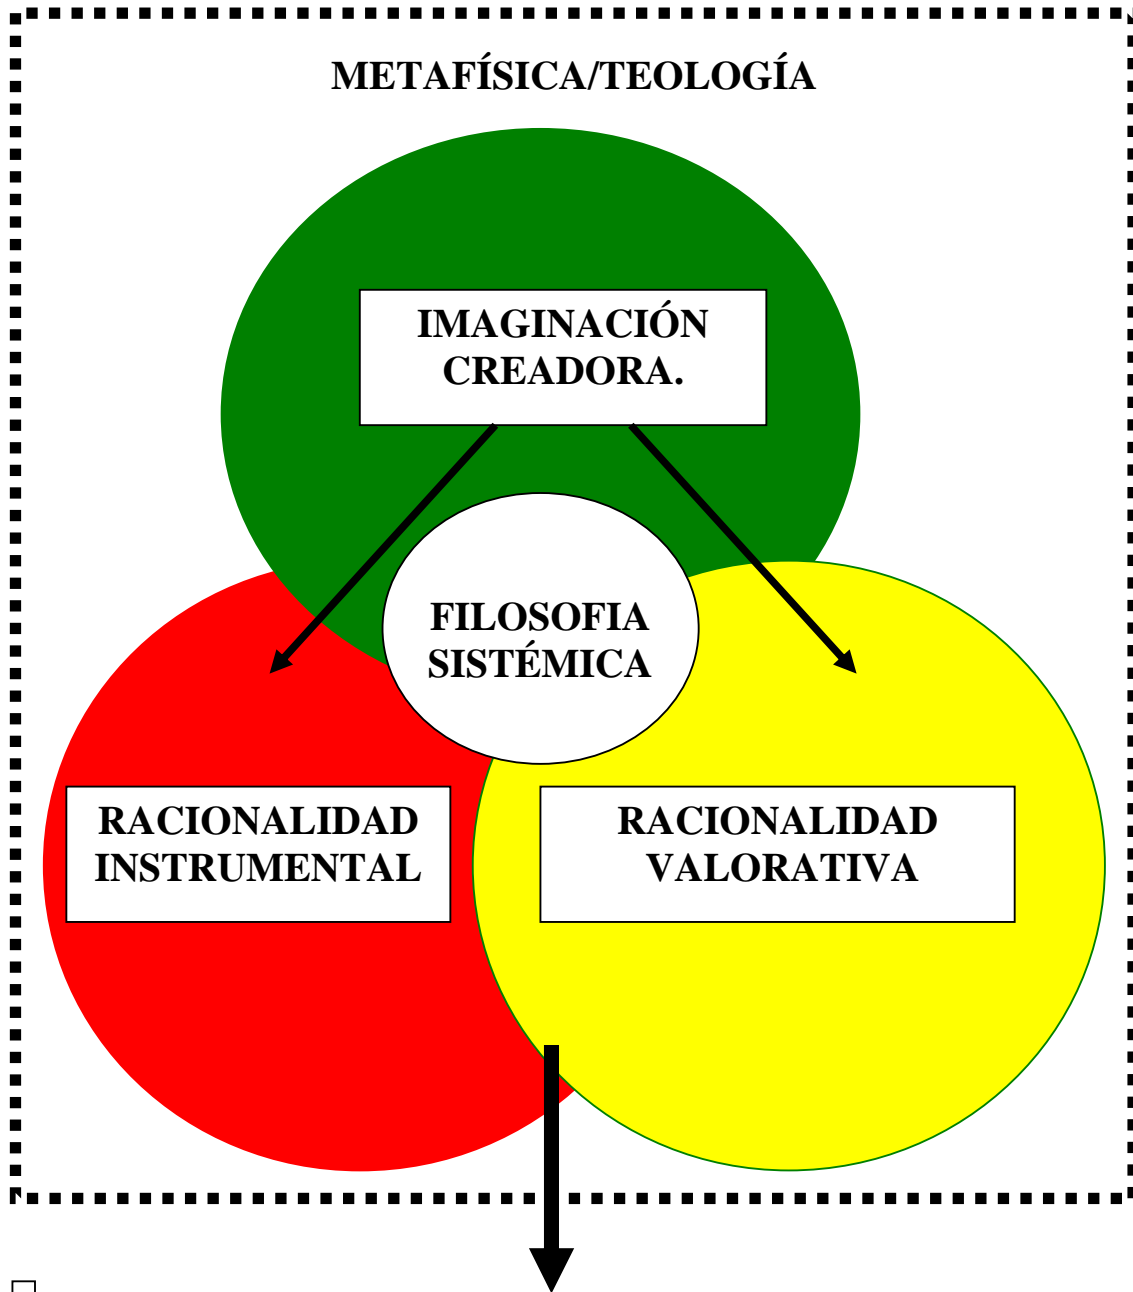 METAFÍSICA/TEOLOGÍA
IMAGINACIÓN
CREADORA.
FILOSOFIA
SISTÉMICA
RACIONALIDAD
INSTRUMENTAL
RACIONALIDAD
VALORATIVA